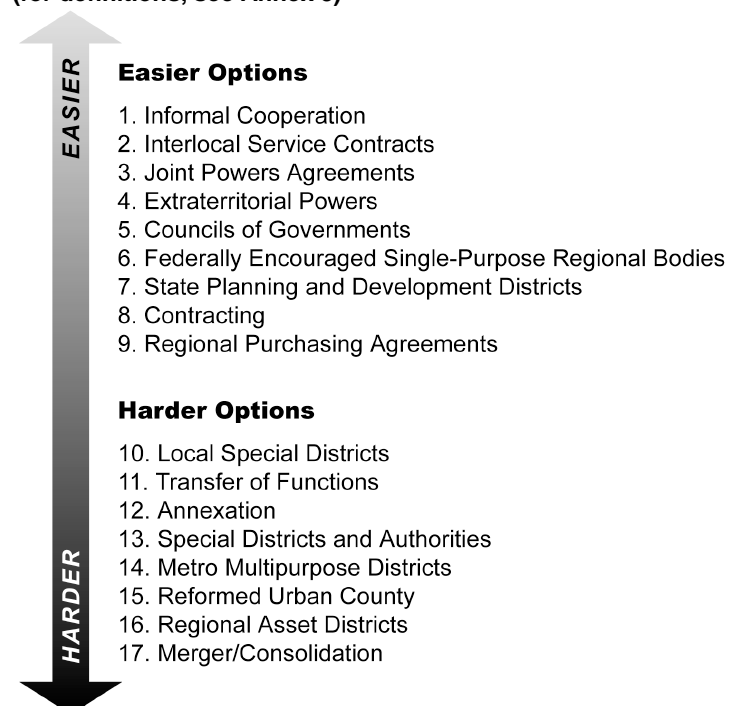 EASIER
Easier Options
1. Informal Cooperation
2. Interlocal Service Contracts
3. Joint Powers Agreements
4. Extraterritorial Powers
5. Councils of Governments
6. Federally Encouraged Single-Purpose Regional Bodies
7. State Planning and Development Districts
8. Contracting
9. Regional Purchasing Agreements
Harder Options
10. Local Special Districts
11. Transfer of Functions
12. Annexation
13. Special Districts and Authorities
14. Metro Multipurpose Districts
15. Reformed Urban County
16. Regional Asset Districts
17. Merger/Consolidation
HARDER